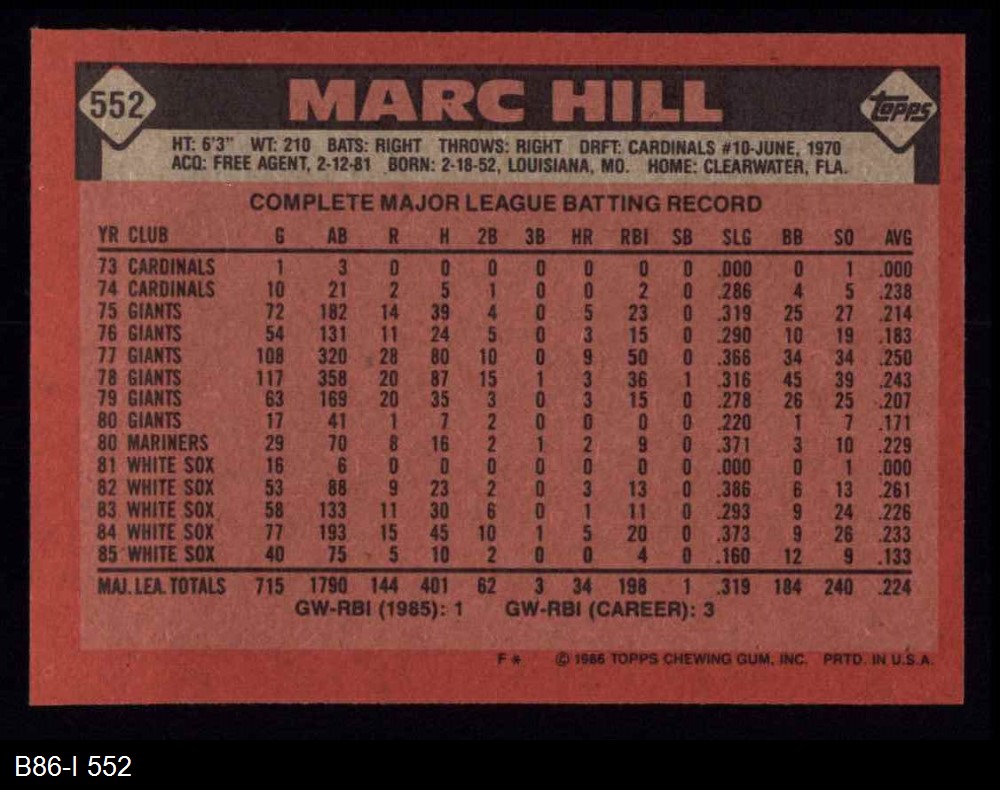 552 MARC HILL Topps
HT: 6'3" WT: 210 BATS: RIGHT THROWS: RIGHT DRFT: CARDINALS #10-JUNE, 1970
ACQ: FREE AGENT, 2-12-81 BORN: 2-18-52, LOUISIANA, MO. HOME: CLEARWATER, FLA.
COMPLETE MAJOR LEAGUE BATTING RECORD
YR CLUB G AB R H 2B 3B HR RBI SB SLG BB SO AVG
73 CARDINALS 1 3 0 0 0 0 0 0 0 .000 0 1 .000
74 CARDINALS 10 21 2 5 1 0 0 2 0 .286 4 5 .238
75 GIANTS 72 182 14 39 4 0 5 23 0 .319 25 27 .214
76 GIANTS 54 131 11 24 5 0 3 15 0 .290 10 19 .183
77 GIANTS 108 320 28 80 10 0 9 50 0 .366 34 34 .250
78 GIANTS 117 358 20 87 15 1 3 36 1 .316 45 39 .243
79 GIANTS 63 169 20 35 3 0 3 15 0 .278 26 25 .207
80 GIANTS 17 41 1 7 2 0 0 0 0 .220 1 7 .171
80 MARINERS 29 70 8 16 2 1 2 9 0 .371 3 10 .229
81 WHITE SOX 16 6 0 0 0 0 0 0 0 .000 0 1 .000
82 WHITE SOX 53 88 9 23 2 0 3 13 0 .386 6 13 .261
83 WHITE SOX 58 133 11 30 6 0 1 11 0 .293 9 24 .226
84 WHITE SOX 77 193 15 45 10 1 5 20 0 .373 9 26 .233
85 WHITE SOX 40 75 5 10 2 0 0 4 0 .160 12 9 .133
MAJ. LEA. TOTALS 715 1790 144 401 62 3 34 198 1 .319 184 240 .224
GW-RBI (1985): 1 GW-RBI (CAREER): 3
F* © 1986 TOPPS CHEWING GUM, INC. PRTD. IN U.S.A.
B86-I 552